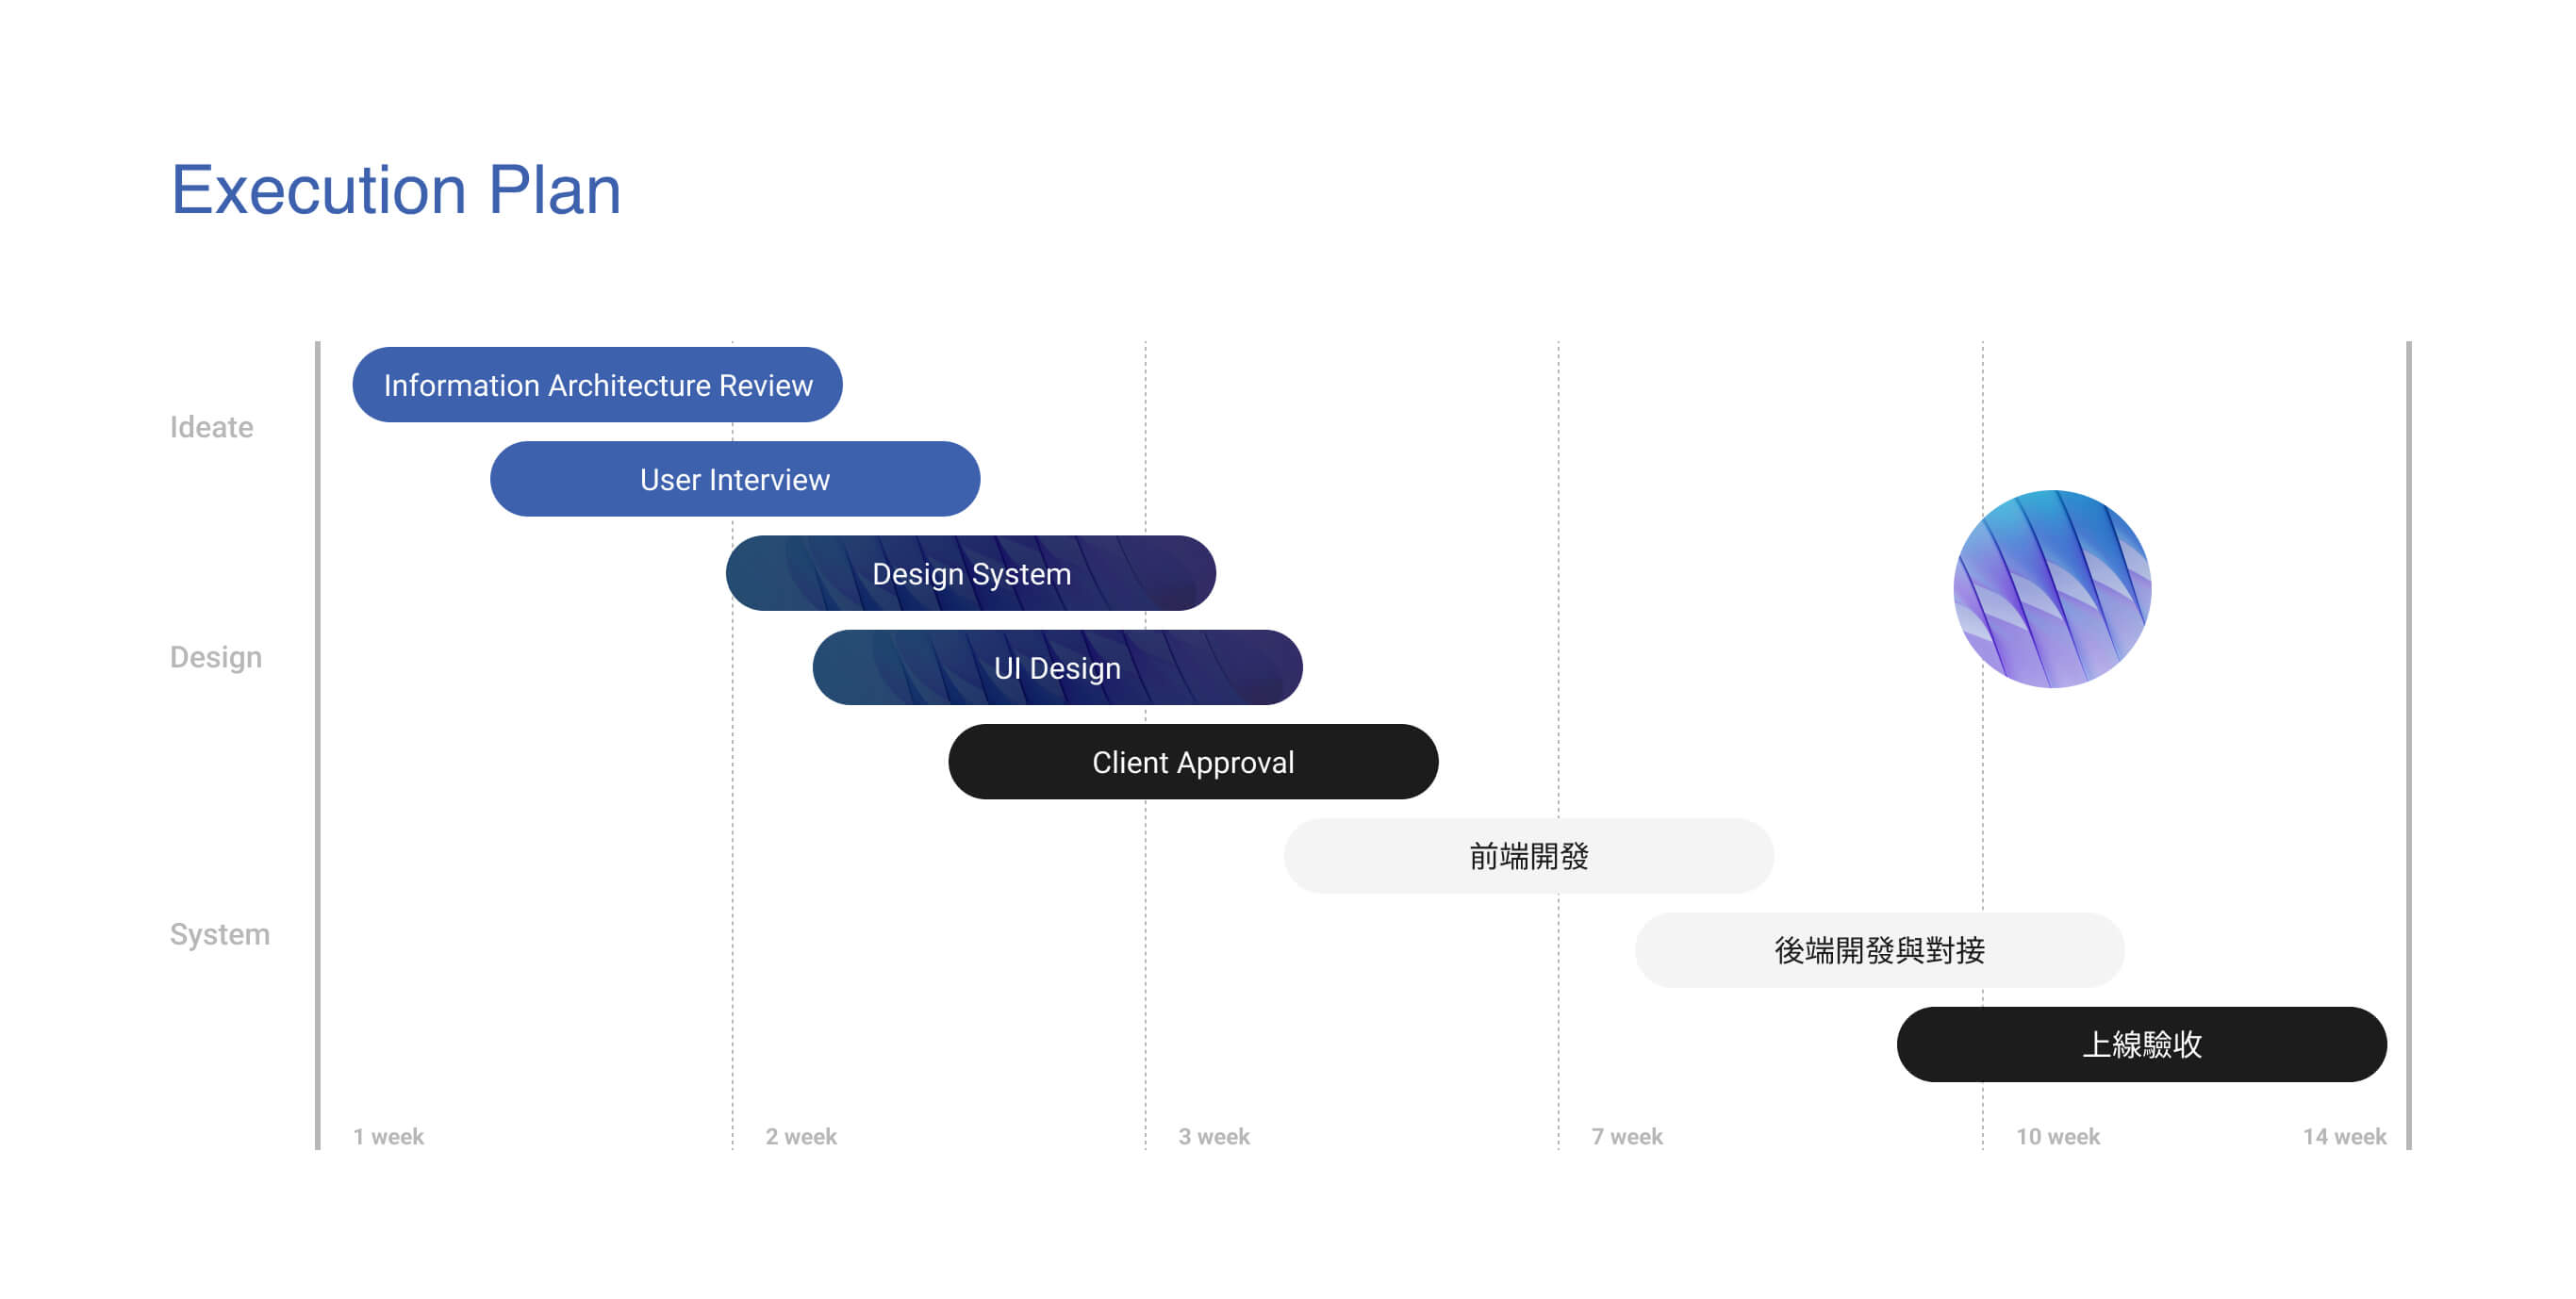 Execution Plan
Ideate
Information Architecture Review
User Interview
Design
Design System
UI Design
Client Approval
System
前端開發
後端開發與對接
上線驗收
1 week
2 week
3 week
7 week
10 week
14 week